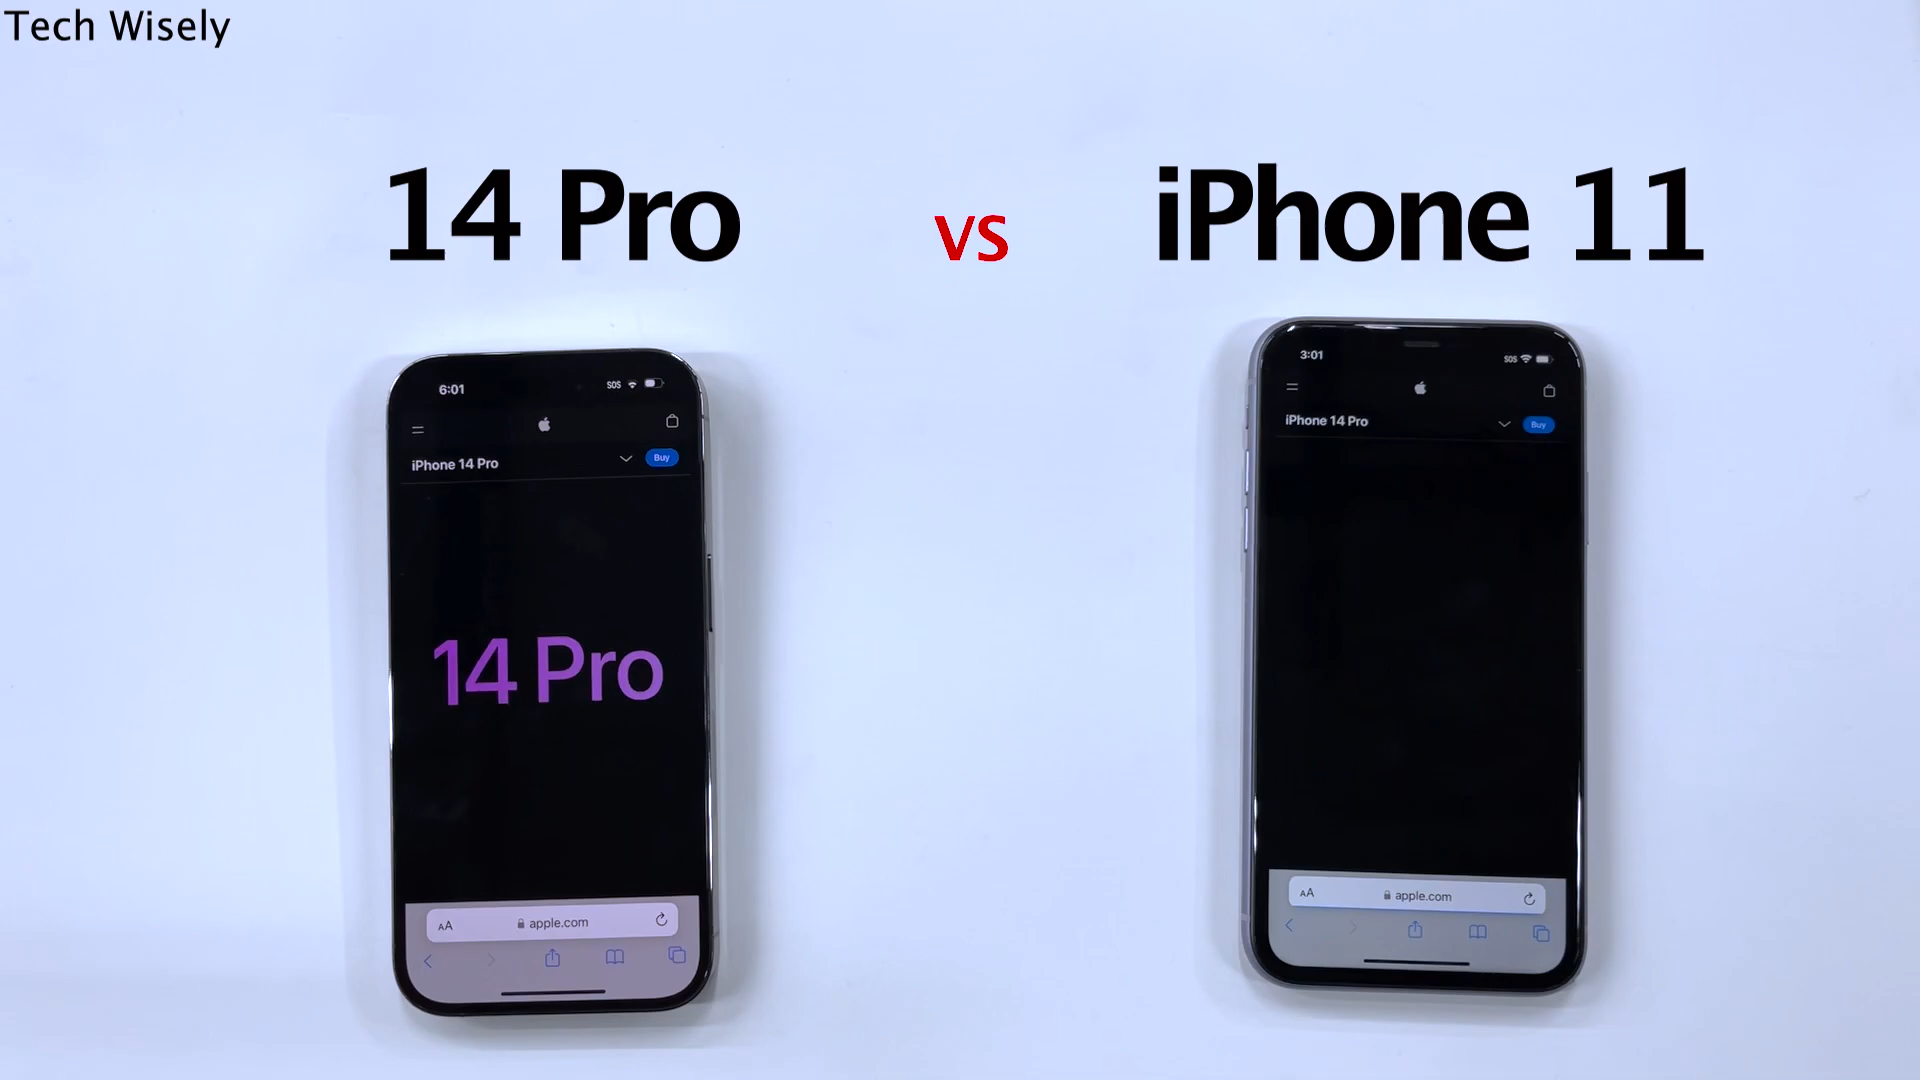 Tech Wisely
14 Pro vs iPhone 11
6:01 SOS
iPhone 14 Pro Buy
14 Pro
AA apple.com
3:01 SOS
iPhone 14 Pro Buy
AA apple.com